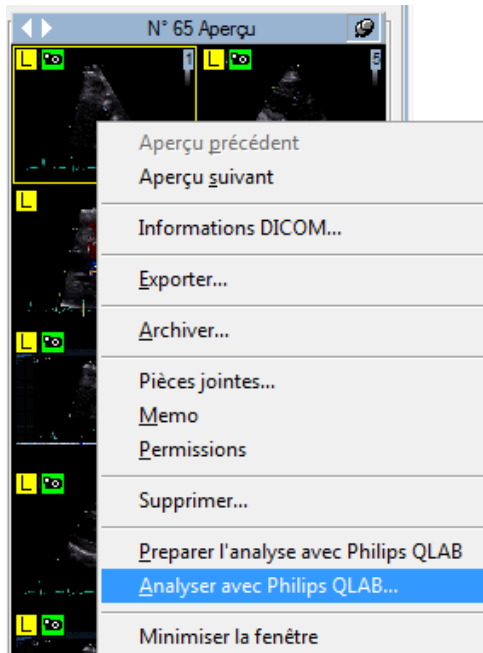 N° 65 Aperçu
L
1
L
5
Aperçu précédent
Aperçu suivant
Informations DICOM...
L
Exporter...
Archiver...
L
Pièces jointes...
Memo
Permissions
L
Supprimer...
Preparer l'analyse avec Philips QLAB
Analyser avec Philips QLAB...
L
Minimiser la fenêtre